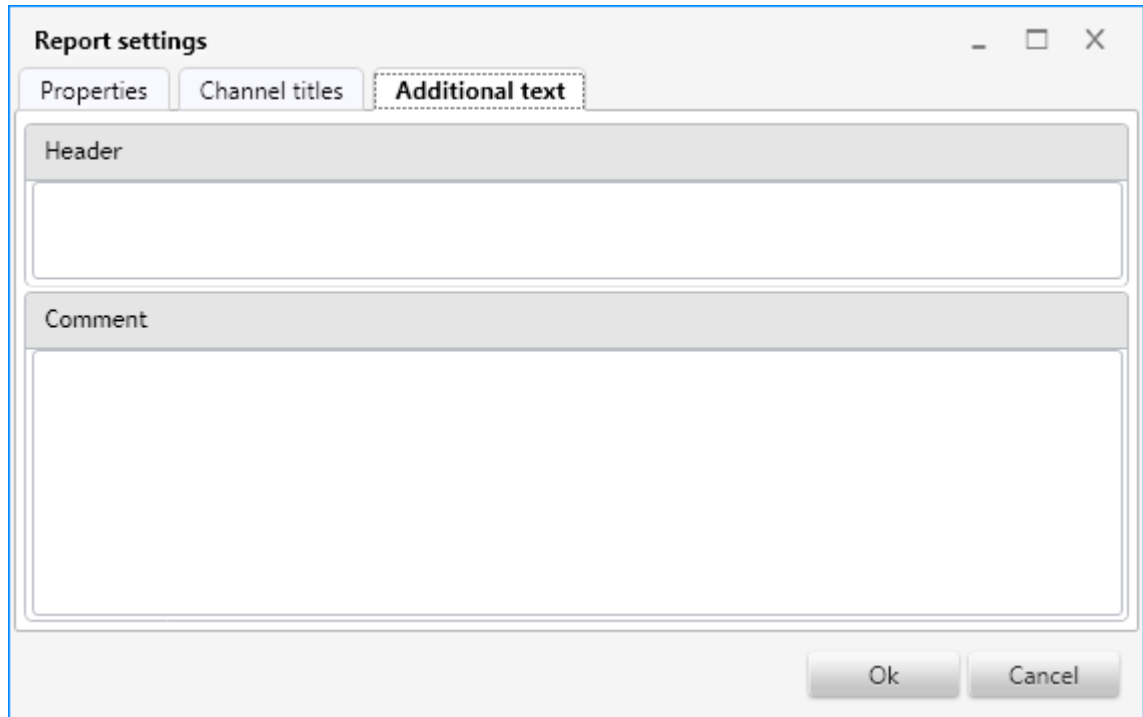 Report settings
Properties Channel titles Additional text
Header
Comment
Ok Cancel